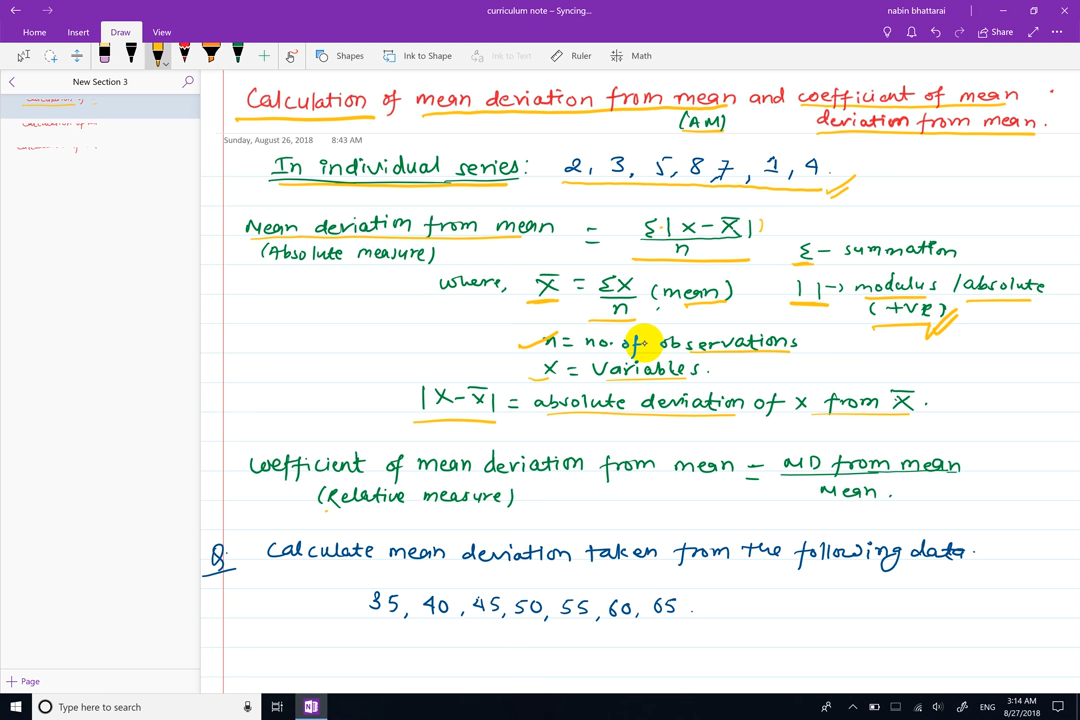 curriculum note – Syncing...
nabin bhattarai
Home Insert Draw View
Share
Shapes Ink to Shape Ink to Text Ruler Math
New Section 3
Calculation of mean deviation from mean and coefficient of mean
(AM) deviation from mean.
Sunday, August 26, 2018 8:43 AM
In individual series: 2, 3, 5, 8, 7, 1, 4.
Mean deviation from mean = Σ|x-X̄|
n
(Absolute measure)
Σ - summation
where, X̄ = ΣX (mean)
n
| | → modulus / absolute
(+ve)
n = no. of observations
x = variables.
|X-X̄| = absolute deviation of x from X̄.
Coefficient of mean deviation from mean = MD from mean
Mean.
(Relative measure)
Q. Calculate mean deviation taken from the following data.
35, 40, 45, 50, 55, 60, 65.
Page
Type here to search
ENG
3:14 AM
8/27/2018